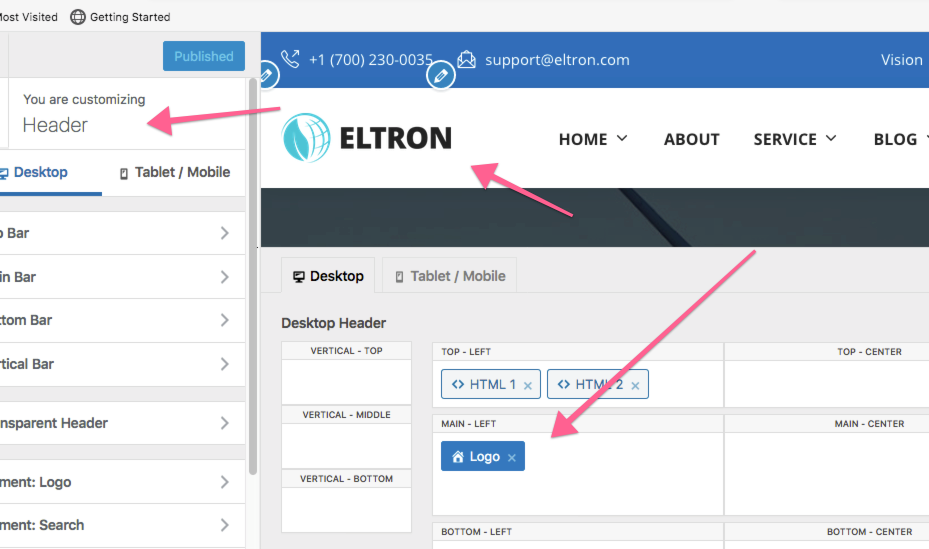 Most Visited Getting Started
Published
+1 (700) 230-0035 support@eltron.com Vision
You are customizing
Header
ELTRON
HOME ABOUT SERVICE BLOG
Desktop Tablet / Mobile
p Bar
in Bar
ttom Bar
rtical Bar
nsparent Header
ment: Logo
ment: Search
Desktop Tablet / Mobile
Desktop Header
VERTICAL - TOP
VERTICAL - MIDDLE
VERTICAL - BOTTOM
TOP - LEFT
TOP - CENTER
<> HTML 1 × <> HTML 2 ×
MAIN - LEFT
MAIN - CENTER
Logo ×
BOTTOM - LEFT
BOTTOM - CENTER